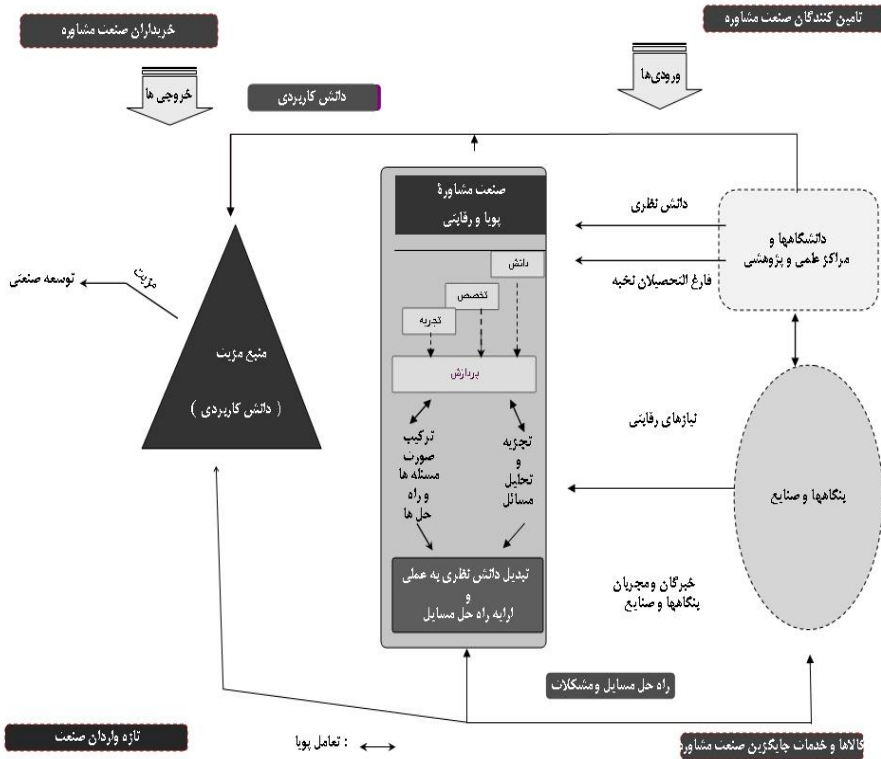 تامین کنندگان صنعت مشاوره
خریداران صنعت مشاوره
ورودی‌ها
خروجی ها
دانش کاربردی
صنعت مشاورهٔ
پویا و رقابتی
دانش نظری
دانشگاهها و
مراکز علمی و پژوهشی
فارغ التحصیلان نخبه
دانش
تخصص
تجربه
مزیت
توسعه صنعتی
منبع مزیت
( دانش کاربردی )
پردازش
نیازهای رقابتی
تجزیه
و
تحلیل
مسائل
ترکیب
صورت
مسئله ها
و راه
حل ها
بنگاهها و صنایع
خبرگان و مجریان
بنگاهها و صنایع
تبدیل دانش نظری به عملی
و
ارایه راه حل مسایل
راه حل مسایل و مشکلات
کالاها و خدمات جایگزین صنعت مشاوره
تعامل پویا :
تازه واردان صنعت